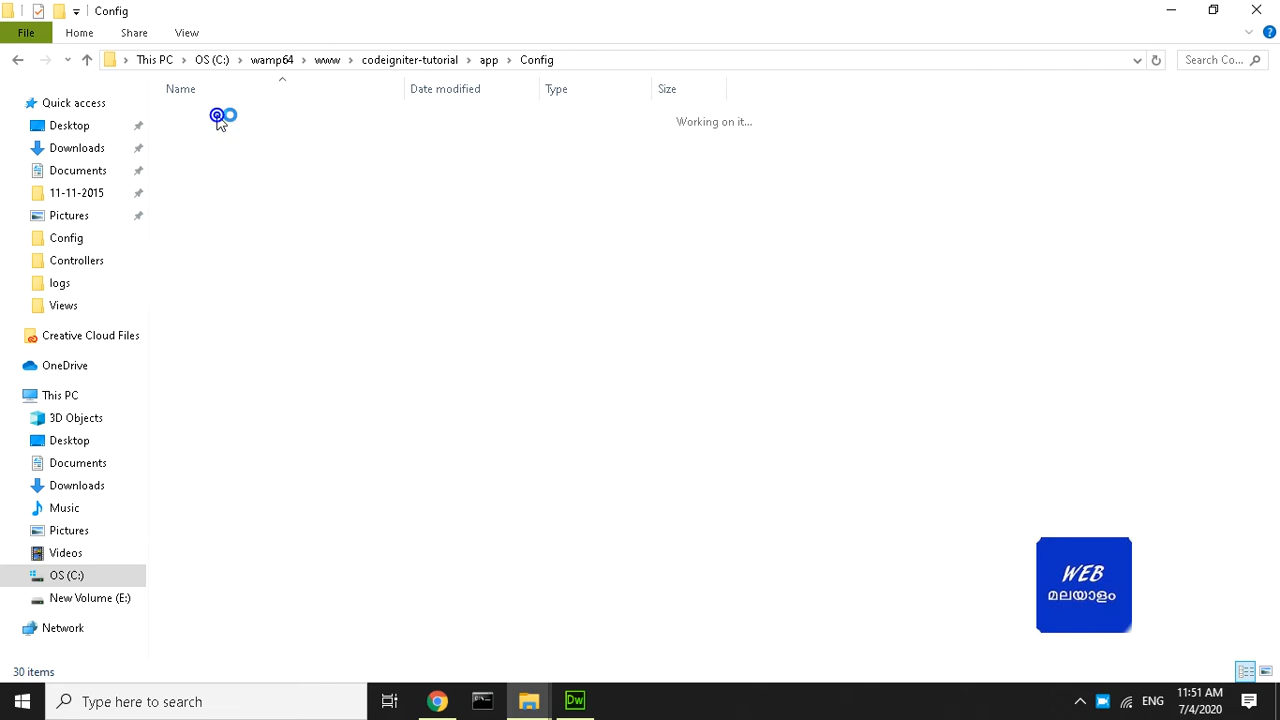 Config
File Home Share View
This PC OS (C:) wamp64 www codeigniter-tutorial app Config Search Co...
Name Date modified Type Size
Working on it...
Quick access
Desktop
Downloads
Documents
11-11-2015
Pictures
Config
Controllers
logs
Views
Creative Cloud Files
OneDrive
This PC
3D Objects
Desktop
Documents
Downloads
Music
Pictures
Videos
OS (C:)
New Volume (E:)
Network
WEB
മലയാളം
30 items
Type here to search
Dw
ENG
11:51 AM
7/4/2020